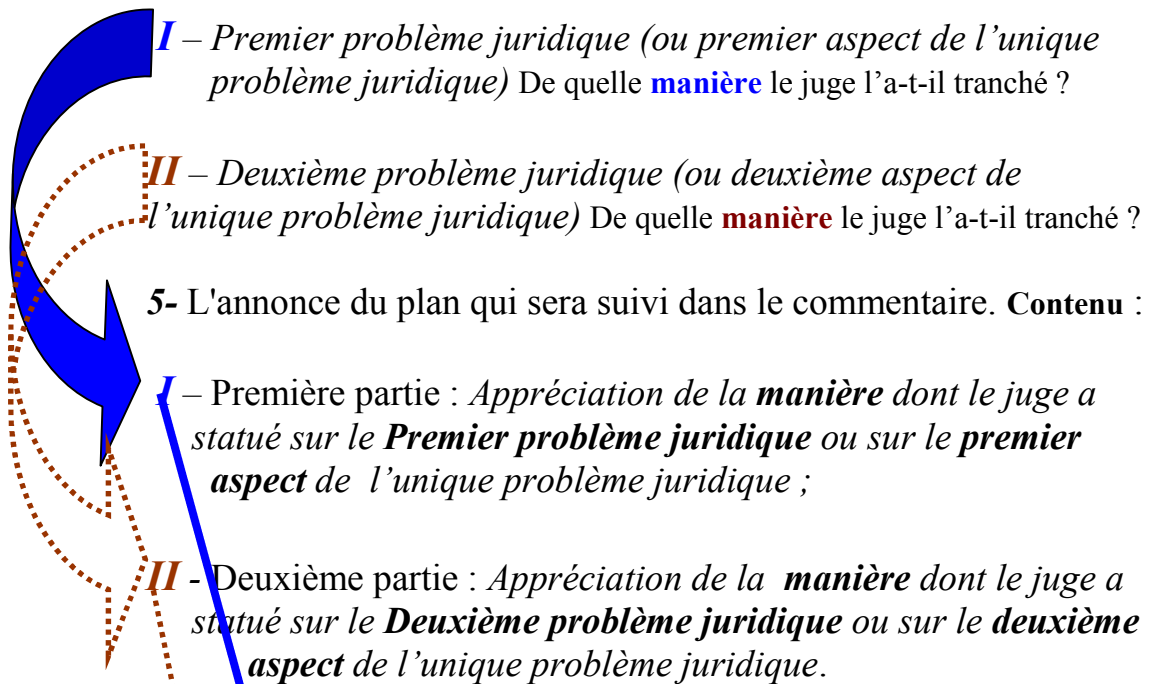 I – Premier problème juridique (ou premier aspect de l’unique
problème juridique) De quelle manière le juge l’a-t-il tranché ?
II – Deuxième problème juridique (ou deuxième aspect de
l’unique problème juridique) De quelle manière le juge l’a-t-il tranché ?
5- L'annonce du plan qui sera suivi dans le commentaire. Contenu :
I – Première partie : Appréciation de la manière dont le juge a
statué sur le Premier problème juridique ou sur le premier
aspect de l’unique problème juridique ;
II - Deuxième partie : Appréciation de la manière dont le juge a
statué sur le Deuxième problème juridique ou sur le deuxième
aspect de l’unique problème juridique.